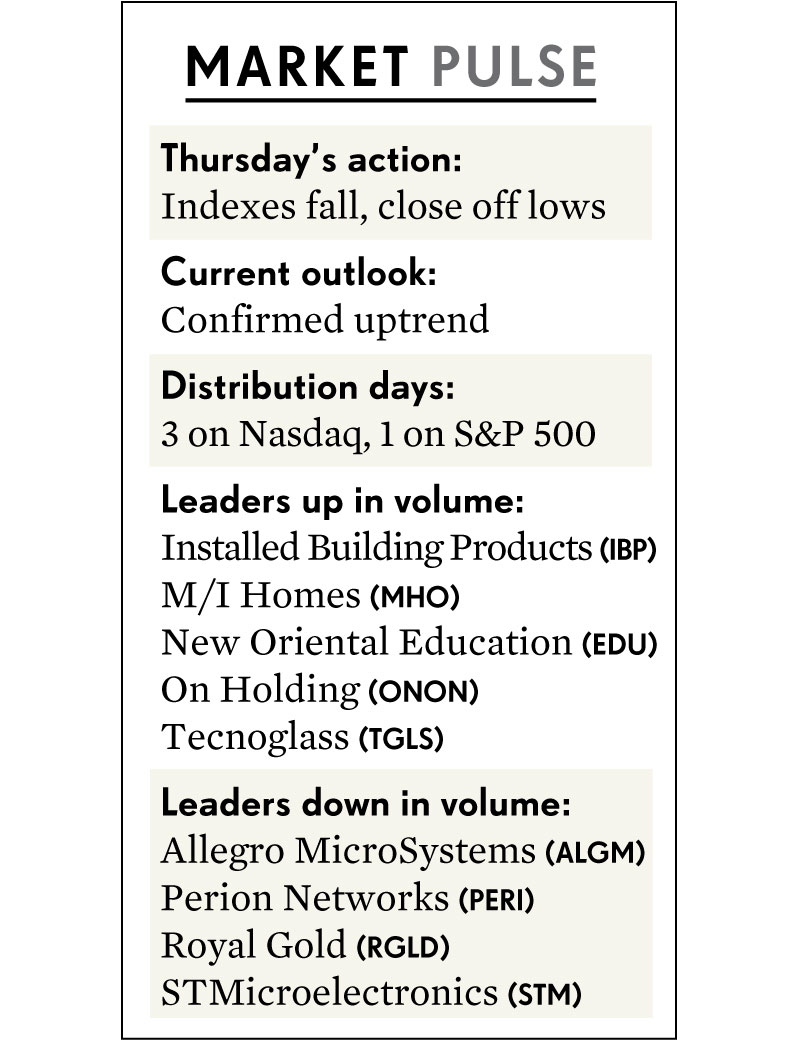 MARKET PULSE
Thursday’s action:
Indexes fall, close off lows
Current outlook:
Confirmed uptrend
Distribution days:
3 on Nasdaq, 1 on S&P 500
Leaders up in volume:
Installed Building Products (IBP)
M/I Homes (MHO)
New Oriental Education (EDU)
On Holding (ONON)
Tecnoglass (TGLS)
Leaders down in volume:
Allegro MicroSystems (ALGM)
Perion Networks (PERI)
Royal Gold (RGLD)
STMicroelectronics (STM)